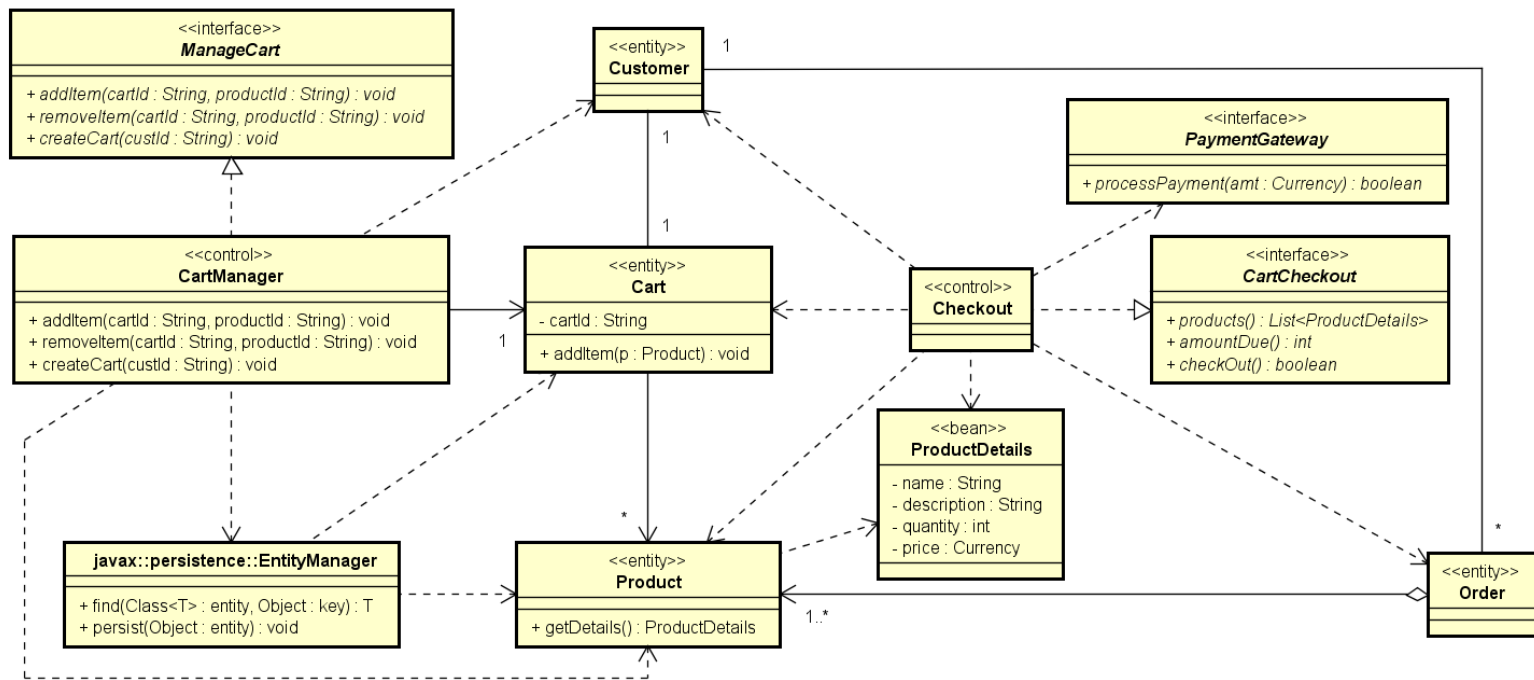 <<interface>>
ManageCart
+ addItem(cartId : String, productId : String) : void
+ removeItem(cartId : String, productId : String) : void
+ createCart(custId : String) : void
<<entity>>
Customer
1
1
<<interface>>
PaymentGateway
+ processPayment(amt : Currency) : boolean
<<control>>
CartManager
+ addItem(cartId : String, productId : String) : void
+ removeItem(cartId : String, productId : String) : void
+ createCart(custId : String) : void
1
1
<<entity>>
Cart
- cartId : String
+ addItem(p : Product) : void
<<control>>
Checkout
<<interface>>
CartCheckout
+ products() : List<ProductDetails>
+ amountDue() : int
+ checkOut() : boolean
<<bean>>
ProductDetails
- name : String
- description : String
- quantity : int
- price : Currency
*
*
javax::persistence::EntityManager
+ find(Class<T> : entity, Object : key) : T
+ persist(Object : entity) : void
<<entity>>
Product
+ getDetails() : ProductDetails
1..*
<<entity>>
Order